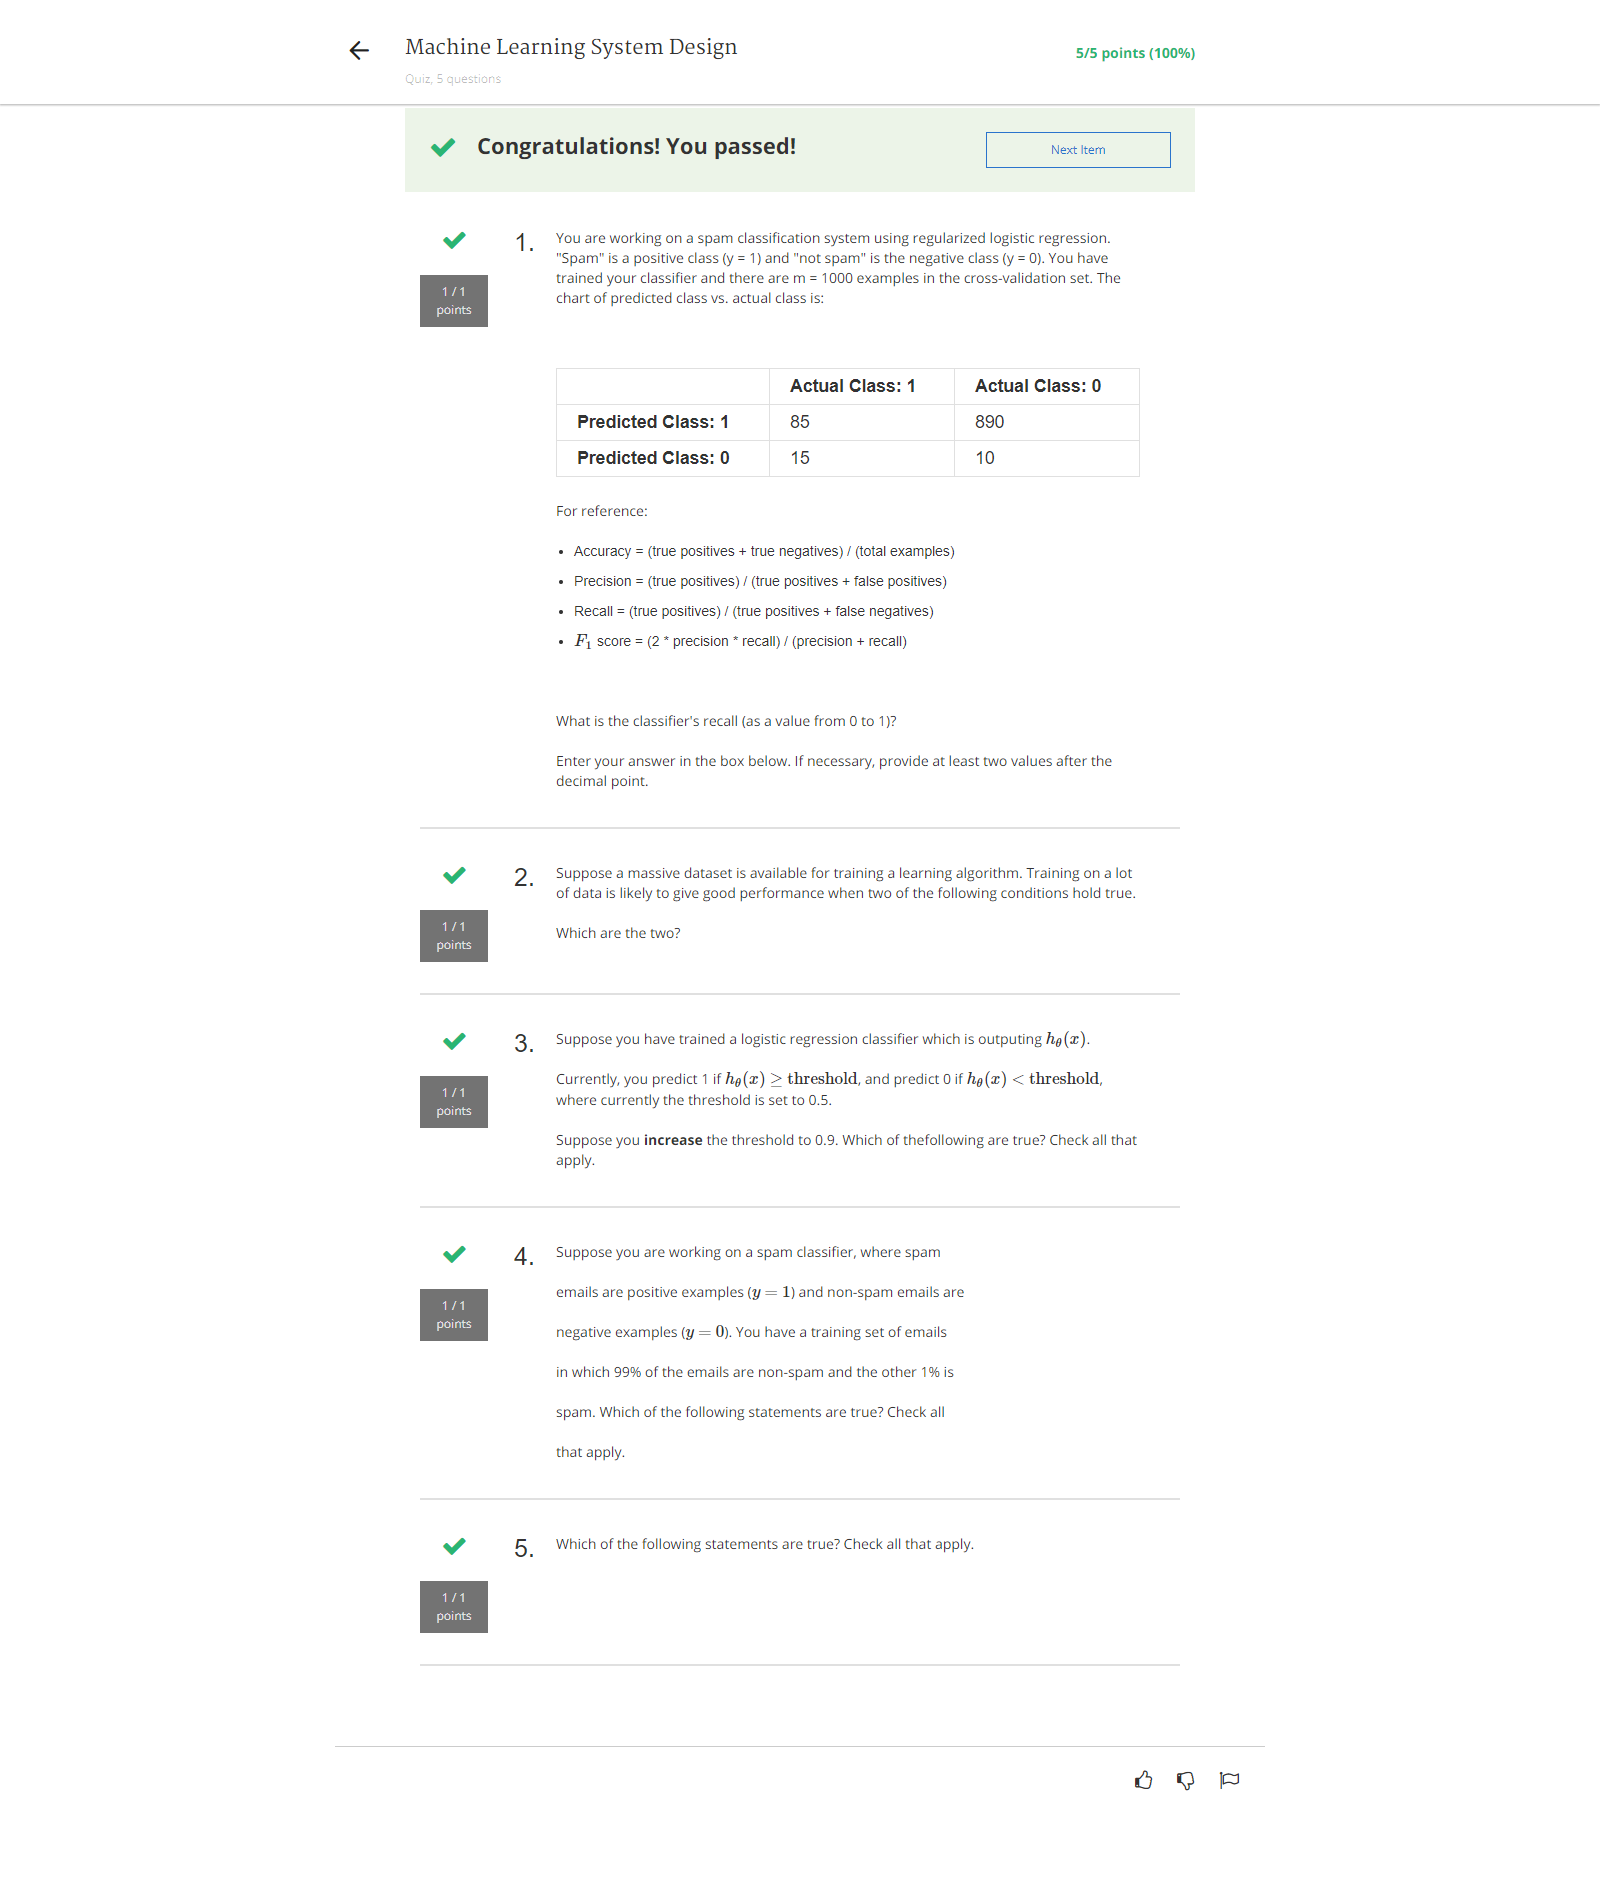 Machine Learning System Design
5/5 points (100%)
Quiz, 5 questions
Congratulations! You passed!
Next Item
1 / 1
points
1.
You are working on a spam classification system using regularized logistic regression.
"Spam" is a positive class (y = 1) and "not spam" is the negative class (y = 0). You have
trained your classifier and there are m = 1000 examples in the cross-validation set. The
chart of predicted class vs. actual class is:
Actual Class: 1 Actual Class: 0
Predicted Class: 1 85 890
Predicted Class: 0 15 10
For reference:
• Accuracy = (true positives + true negatives) / (total examples)
• Precision = (true positives) / (true positives + false positives)
• Recall = (true positives) / (true positives + false negatives)
• F₁ score = (2 * precision * recall) / (precision + recall)
What is the classifier's recall (as a value from 0 to 1)?
Enter your answer in the box below. If necessary, provide at least two values after the
decimal point.
1 / 1
points
2.
Suppose a massive dataset is available for training a learning algorithm. Training on a lot
of data is likely to give good performance when two of the following conditions hold true.
Which are the two?
1 / 1
points
3.
Suppose you have trained a logistic regression classifier which is outputing hθ(x).
Currently, you predict 1 if hθ(x) ≥ threshold, and predict 0 if hθ(x) < threshold,
where currently the threshold is set to 0.5.
Suppose you increase the threshold to 0.9. Which of thefollowing are true? Check all that
apply.
1 / 1
points
4.
Suppose you are working on a spam classifier, where spam
emails are positive examples (y = 1) and non-spam emails are
negative examples (y = 0). You have a training set of emails
in which 99% of the emails are non-spam and the other 1% is
spam. Which of the following statements are true? Check all
that apply.
1 / 1
points
5.
Which of the following statements are true? Check all that apply.